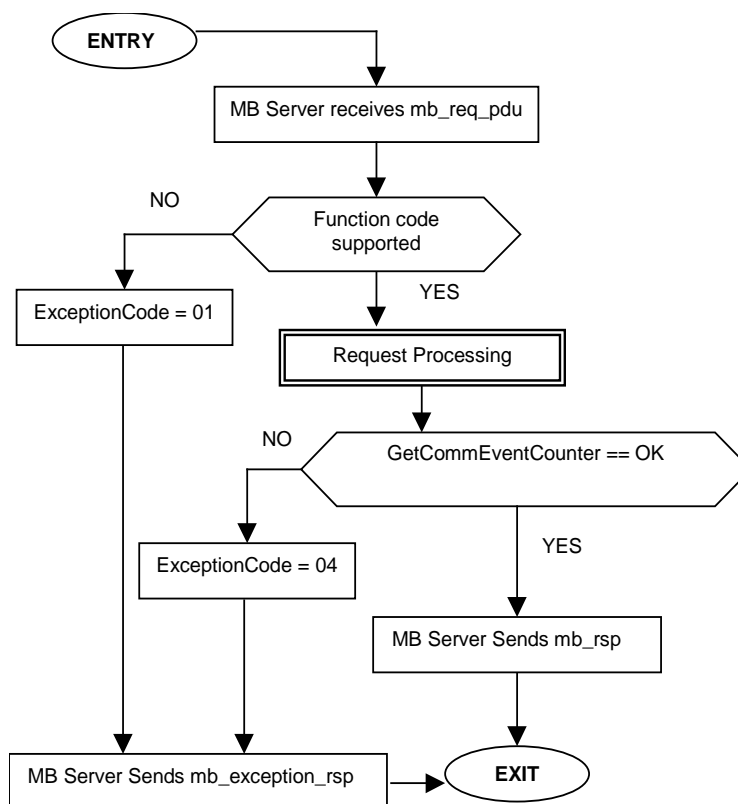 ENTRY
MB Server receives mb_req_pdu
NO
Function code
supported
YES
ExceptionCode = 01
Request Processing
NO
GetCommEventCounter == OK
YES
ExceptionCode = 04
MB Server Sends mb_rsp
MB Server Sends mb_exception_rsp
EXIT